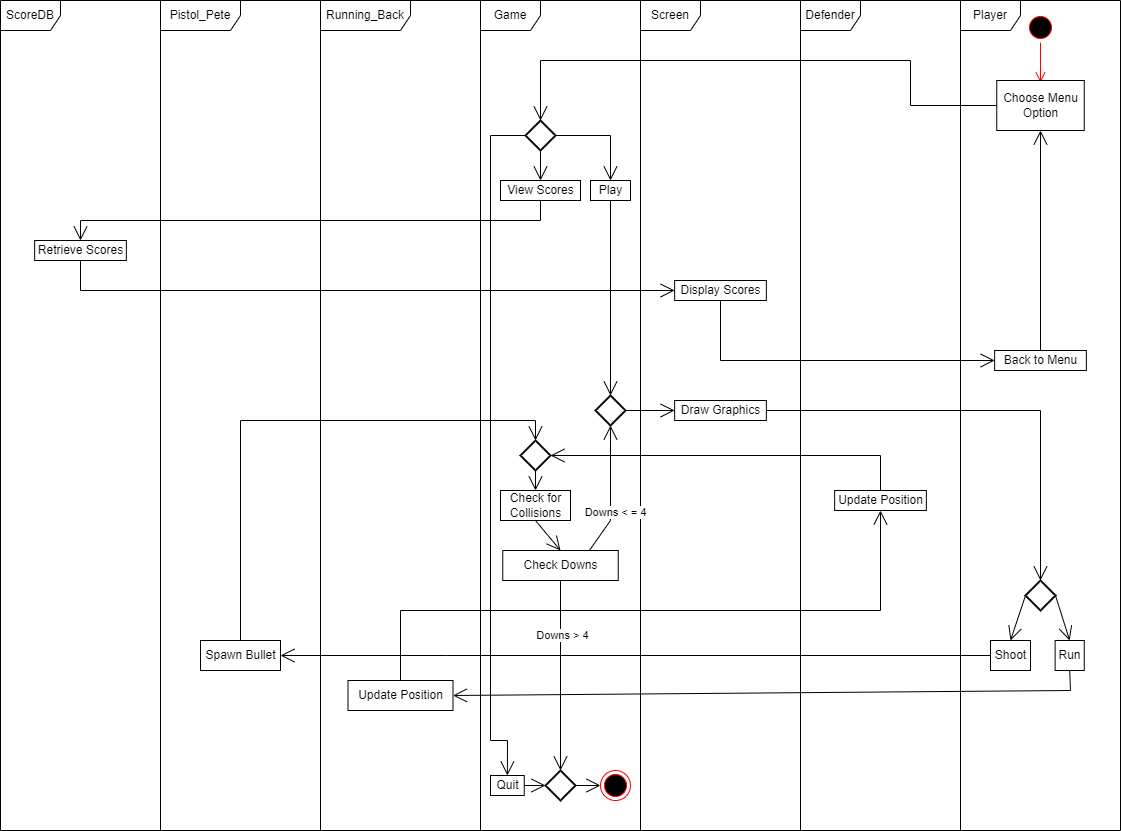 ScoreDB
Pistol_Pete
Running_Back
Game
Screen
Defender
Player
Choose Menu
Option
View Scores
Play
Retrieve Scores
Display Scores
Back to Menu
Draw Graphics
Check for
Collisions
Update Position
Downs < = 4
Check Downs
Downs > 4
Spawn Bullet
Shoot
Run
Update Position
Quit